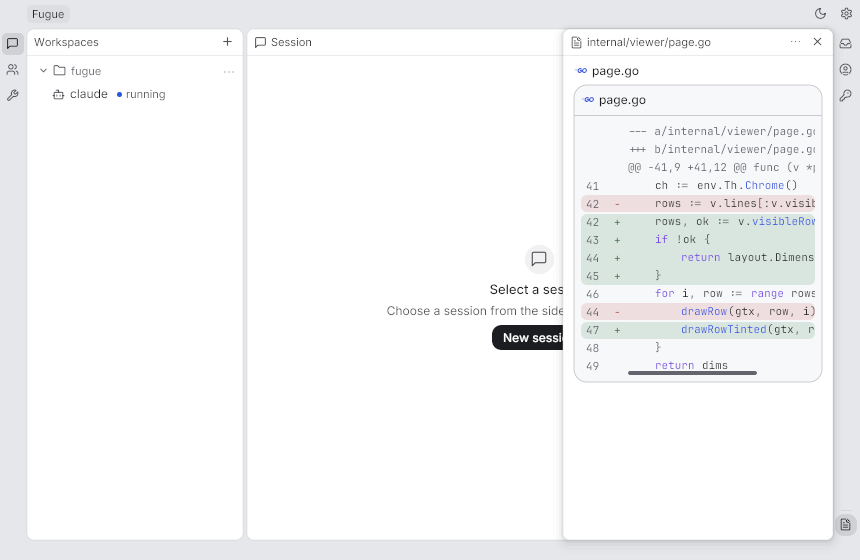 Fugue
Workspaces
fugue
claude running
Session
Select a ses
Choose a session from the side
New sessi
internal/viewer/page.go
page.go
page.go
--- a/internal/viewer/page.go
+++ b/internal/viewer/page.go
@@ -41,9 +41,12 @@ func (v *
41 ch := env.Th.Chrome()
42 - rows := v.lines[:v.visib
42 + rows, ok := v.visibleRow
43 + if !ok {
44 + return layout.Dimens
45 + }
46 for i, row := range rows
44 - drawRow(gtx, row, i)
47 + drawRowTinted(gtx, r
48 }
49 return dims